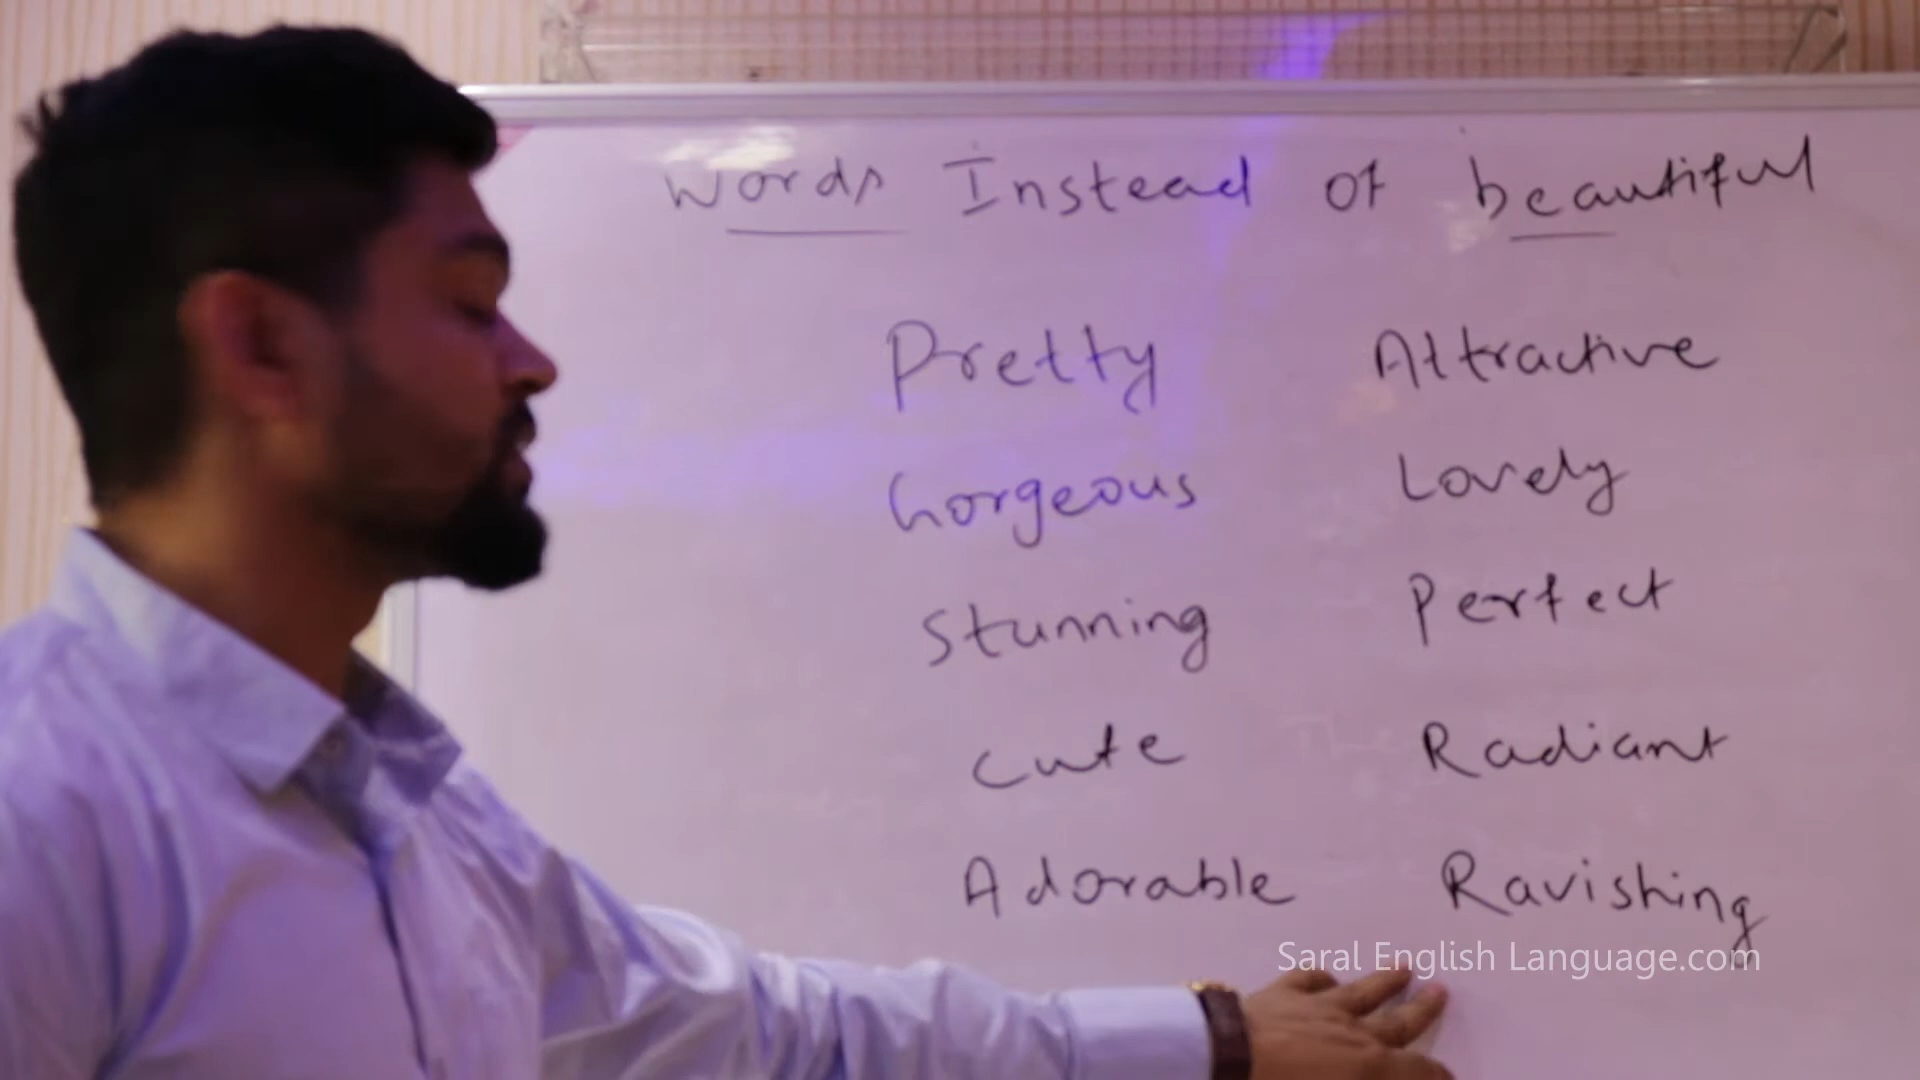 words Instead of beautiful
Pretty Attractive
Gorgeous Lovely
Stunning Perfect
cute Radiant
Adorable Ravishing
Saral English Language.com